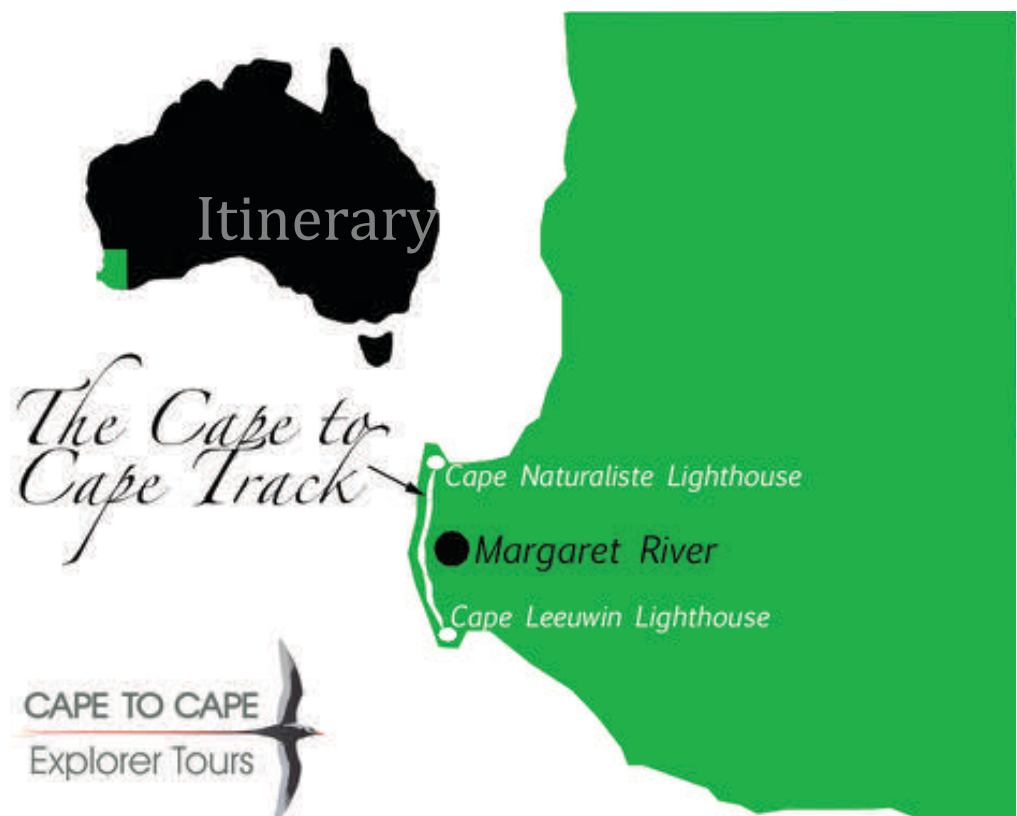 Itinerary
The Cape to
Cape Track
Cape Naturaliste Lighthouse
Margaret River
Cape Leeuwin Lighthouse
CAPE TO CAPE
Explorer Tours